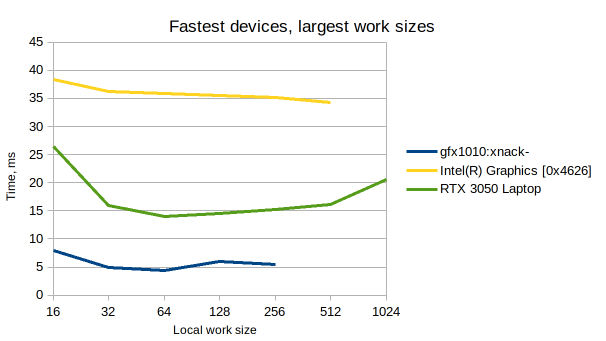 Fastest devices, largest work sizes
45
40
35
30
25
20
15
10
5
0
Time, ms
16 32 64 128 256 512 1024
Local work size
gfx1010:xnack-
Intel(R) Graphics [0x4626]
RTX 3050 Laptop